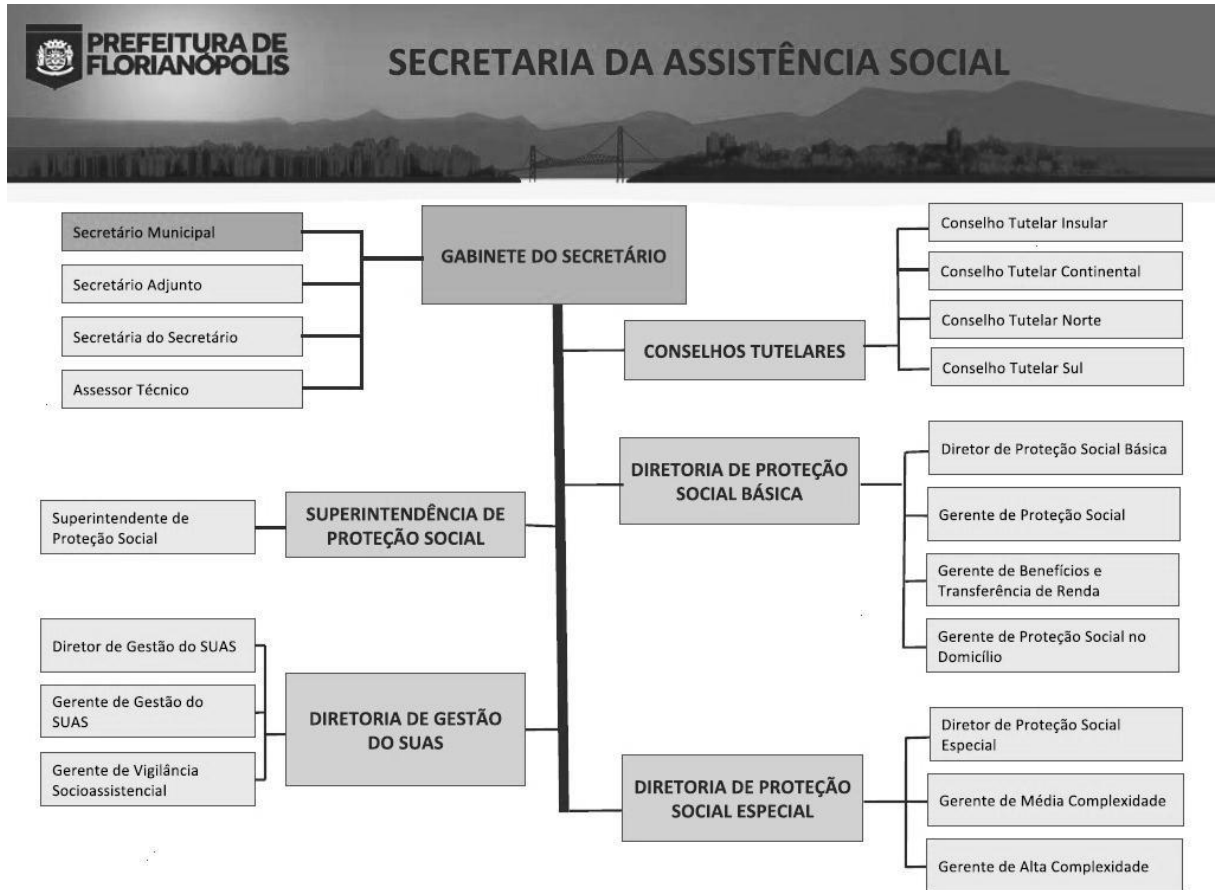 PREFEITURA DE
FLORIANÓPOLIS
SECRETARIA DA ASSISTÊNCIA SOCIAL
GABINETE DO SECRETÁRIO
Secretário Municipal
Secretário Adjunto
Secretária do Secretário
Assessor Técnico
CONSELHOS TUTELARES
Conselho Tutelar Insular
Conselho Tutelar Continental
Conselho Tutelar Norte
Conselho Tutelar Sul
DIRETORIA DE PROTEÇÃO
SOCIAL BÁSICA
Diretor de Proteção Social Básica
Gerente de Proteção Social
Gerente de Benefícios e
Transferência de Renda
Gerente de Proteção Social no
Domicílio
SUPERINTENDÊNCIA DE
PROTEÇÃO SOCIAL
Superintendente de
Proteção Social
DIRETORIA DE GESTÃO
DO SUAS
Diretor de Gestão do SUAS
Gerente de Gestão do
SUAS
Gerente de Vigilância
Socioassistencial
DIRETORIA DE PROTEÇÃO
SOCIAL ESPECIAL
Diretor de Proteção Social
Especial
Gerente de Média Complexidade
Gerente de Alta Complexidade